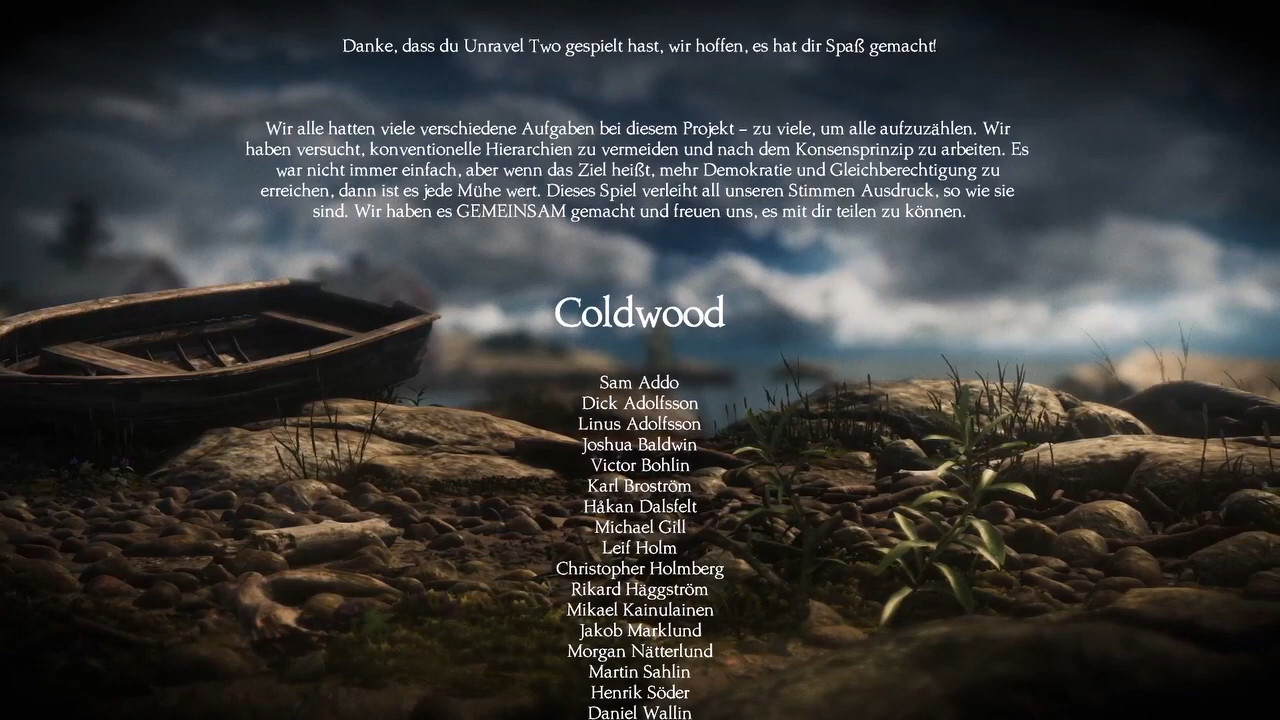 Danke, dass du Unravel Two gespielt hast, wir hoffen, es hat dir Spaß gemacht!
Wir alle hatten viele verschiedene Aufgaben bei diesem Projekt – zu viele, um alle aufzuzählen. Wir
haben versucht, konventionelle Hierarchien zu vermeiden und nach dem Konsensprinzip zu arbeiten. Es
war nicht immer einfach, aber wenn das Ziel heißt, mehr Demokratie und Gleichberechtigung zu
erreichen, dann ist es jede Mühe wert. Dieses Spiel verleiht all unseren Stimmen Ausdruck, so wie sie
sind. Wir haben es GEMEINSAM gemacht und freuen uns, es mit dir teilen zu können.
Coldwood
Sam Addo
Dick Adolfsson
Linus Adolfsson
Joshua Baldwin
Victor Bohlin
Karl Broström
Håkan Dalsfelt
Michael Gill
Leif Holm
Christopher Holmberg
Rikard Häggström
Mikael Kainulainen
Jakob Marklund
Morgan Nätterlund
Martin Sahlin
Henrik Söder
Daniel Wallin